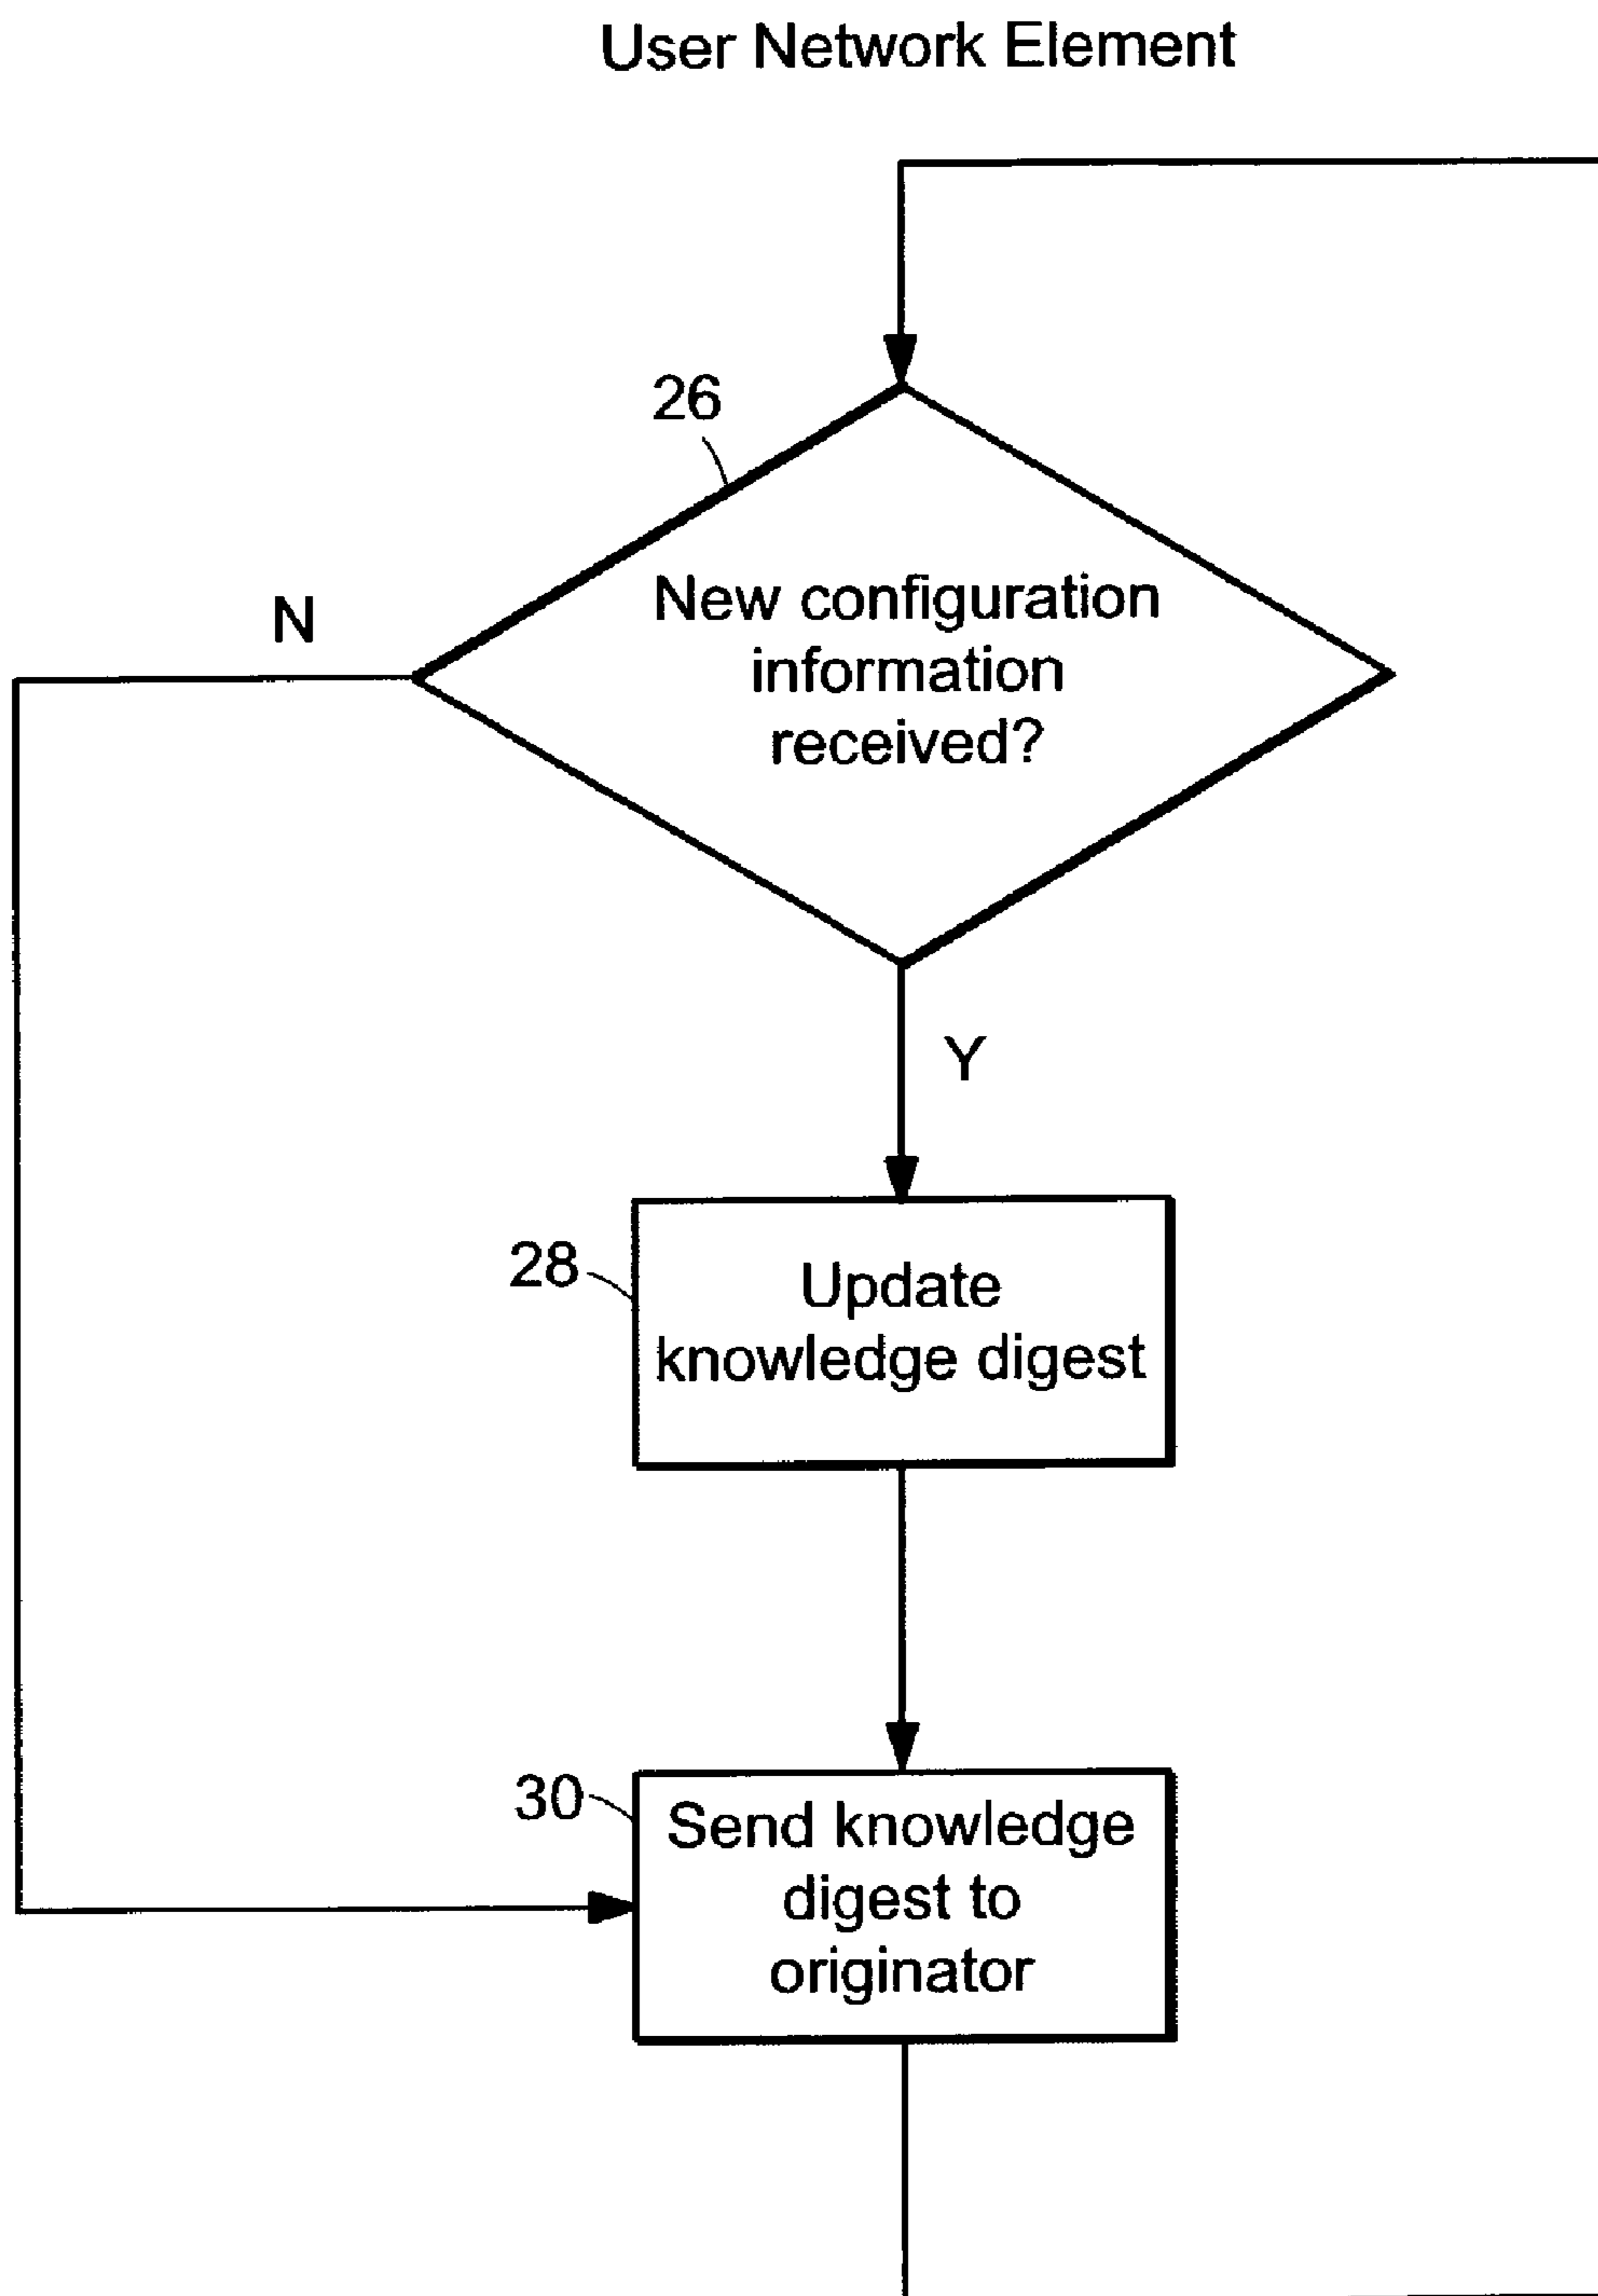 User Network Element
26
N
New configuration
information
received?
Y
28
Update
knowledge digest
30
Send knowledge
digest to
originator